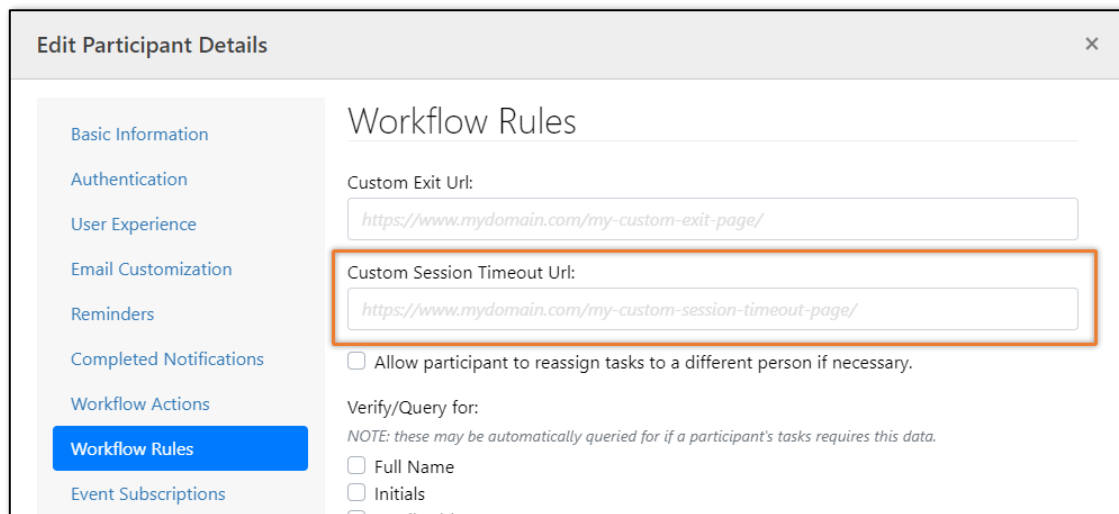 Edit Participant Details
×
Basic Information
Authentication
User Experience
Email Customization
Reminders
Completed Notifications
Workflow Actions
Workflow Rules
Event Subscriptions
Workflow Rules
Custom Exit Url:
https://www.mydomain.com/my-custom-exit-page/
Custom Session Timeout Url:
https://www.mydomain.com/my-custom-session-timeout-page/
Allow participant to reassign tasks to a different person if necessary.
Verify/Query for:
NOTE: these may be automatically queried for if a participant's tasks requires this data.
Full Name
Initials